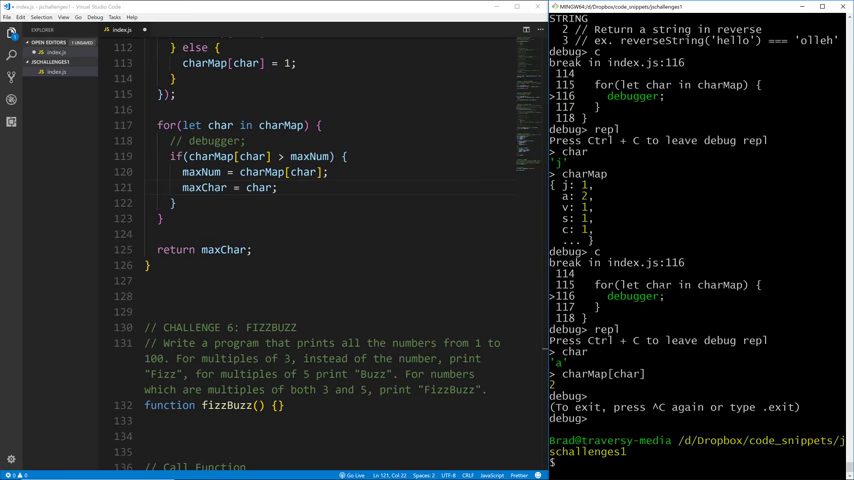 index.js - jschallenges1 - Visual Studio Code
File Edit Selection View Go Debug Tasks Help
EXPLORER
OPEN EDITORS 1 UNSAVED
index.js
JSCHALLENGES1
index.js
index.js
112 } else {
113 charMap[char] = 1;
114 }
115 });
116
117 for(let char in charMap) {
118 // debugger;
119 if(charMap[char] > maxNum) {
120 maxNum = charMap[char];
121 maxChar = char;
122 }
123 }
124
125 return maxChar;
126 }
127
128
129
130 // CHALLENGE 6: FIZZBUZZ
131 // Write a program that prints all the numbers from 1 to
100. For multiples of 3, instead of the number, print
"Fizz", for multiples of 5 print "Buzz". For numbers
which are multiples of both 3 and 5, print "FizzBuzz".
132 function fizzBuzz() {}
133
134
135
136 // Call Function
0 0 Go Live Ln 121, Col 22 Spaces: 2 UTF-8 CRLF JavaScript Prettier
MINGW64:/d/Dropbox/code_snippets/jschallenges1
STRING
2 // Return a string in reverse
3 // ex. reverseString('hello') === 'olleh'
debug> c
break in index.js:116
114
115 for(let char in charMap) {
>116 debugger;
117 }
118 }
debug> repl
Press Ctrl + C to leave debug repl
> char
'j'
> charMap
{ j: 1,
a: 2,
v: 1,
s: 1,
c: 1,
... }
debug> c
break in index.js:116
114
115 for(let char in charMap) {
>116 debugger;
117 }
118 }
debug> repl
Press Ctrl + C to leave debug repl
> char
'a'
> charMap[char]
2
debug>
(To exit, press ^C again or type .exit)
debug>
Brad@traversy-media /d/Dropbox/code_snippets/j
schallenges1
$